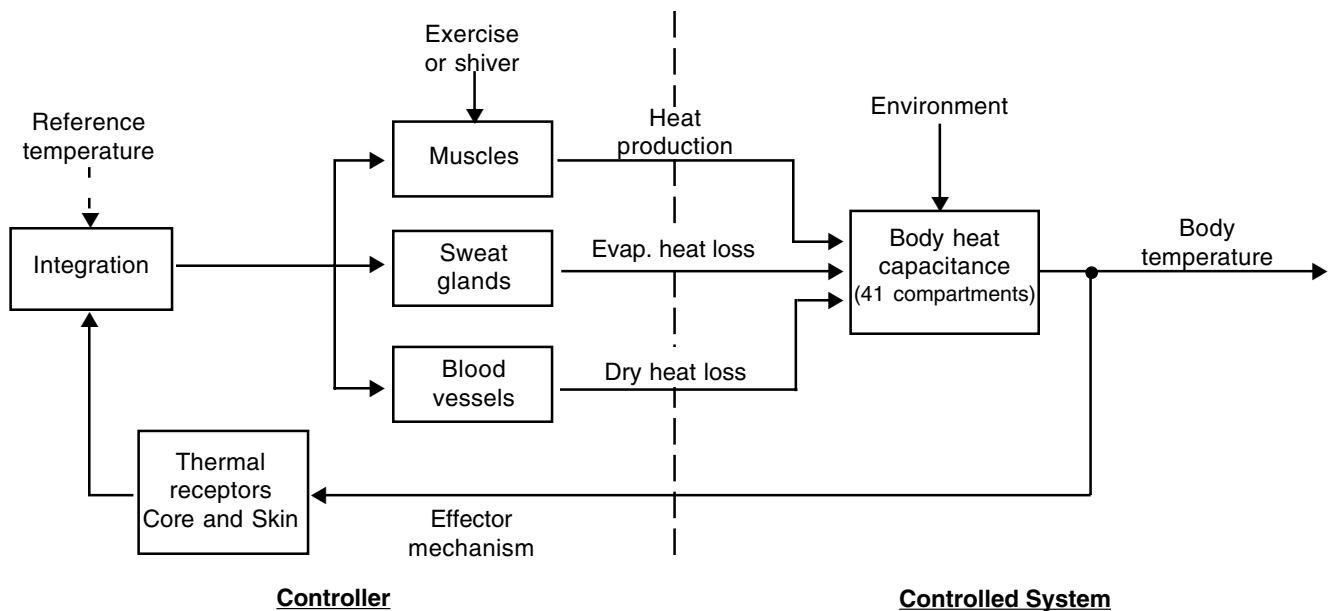 Exercise
or shiver
Reference
temperature
Muscles
Heat
production
Environment
Integration
Sweat
glands
Evap. heat loss
Body heat
capacitance
(41 compartments)
Body
temperature
Blood
vessels
Dry heat loss
Thermal
receptors
Core and Skin
Effector
mechanism
Controller
Controlled System